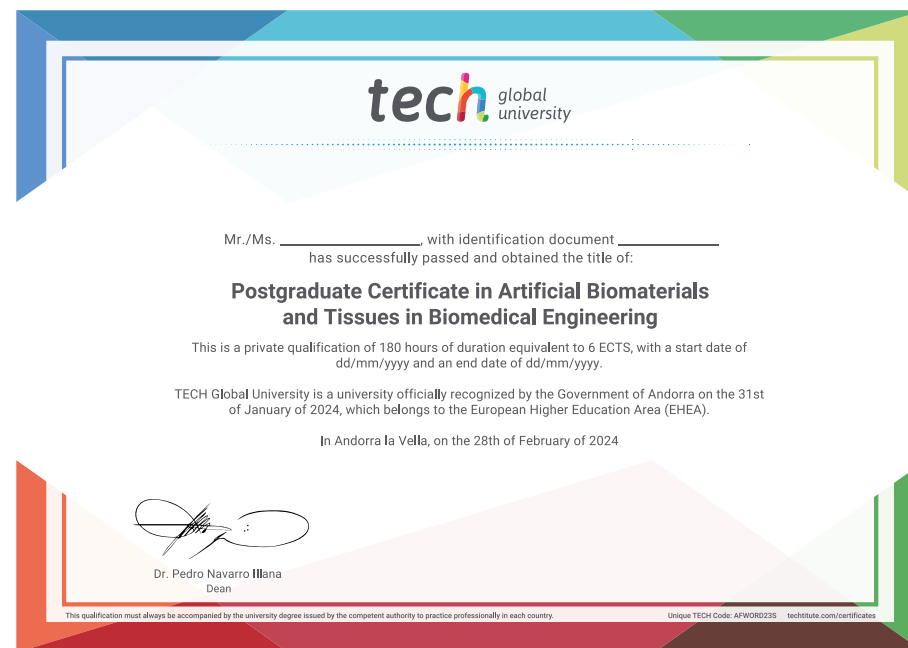 tech global
university
Mr./Ms. ____________, with identification document ____________
has successfully passed and obtained the title of:
Postgraduate Certificate in Artificial Biomaterials
and Tissues in Biomedical Engineering
This is a private qualification of 180 hours of duration equivalent to 6 ECTS, with a start date of
dd/mm/yyyy and an end date of dd/mm/yyyy.
TECH Global University is a university officially recognized by the Government of Andorra on the 31st
of January of 2024, which belongs to the European Higher Education Area (EHEA).
In Andorra la Vella, on the 28th of February of 2024
Dr. Pedro Navarro Illana
Dean
This qualification must always be accompanied by the university degree issued by the competent authority to practice professionally in each country.
Unique TECH Code: AFWORD23S techtitute.com/certificates